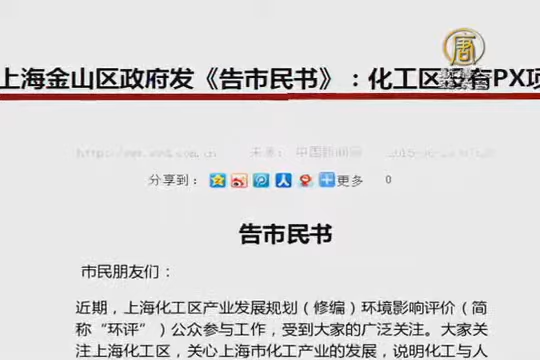 上海金山区政府发《告市民书》:化工区没有PX项
来源: 中国新闻网
分享到: 更多 0
告市民书
市民朋友们:
近期,上海化工区产业发展规划(修编)环境影响评价(简
称“环评”)公众参与工作,受到大家的广泛关注。大家关
注上海化工区,关心上海市化工产业的发展,说明化工与人